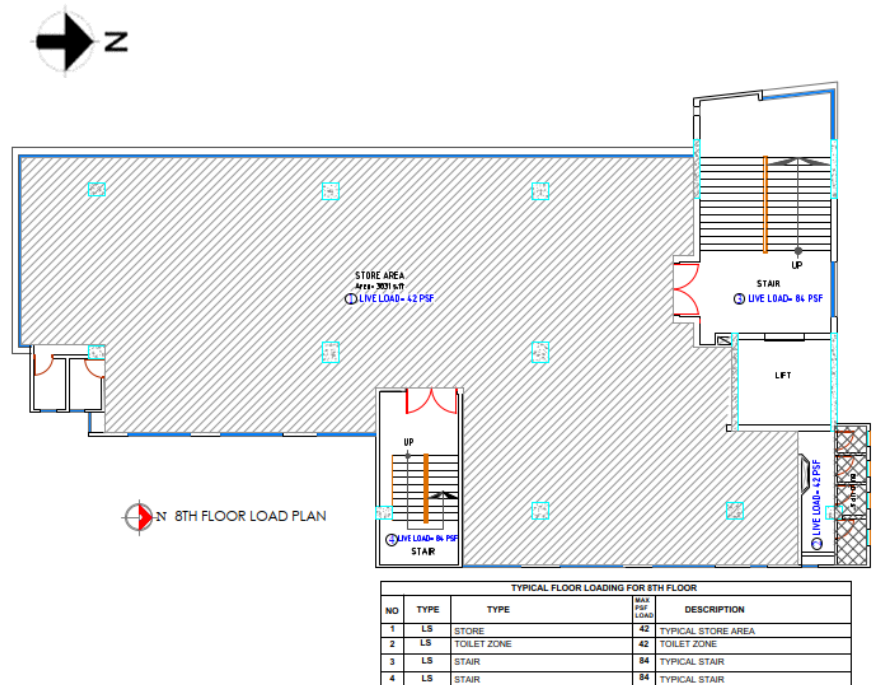 N
STORE AREA
Area- 3031 s.ft
1 LIVE LOAD= 42 PSF
UP
STAIR
3 LIVE LOAD= 84 PSF
LIFT
UP
4 LIVE LOAD= 84 PSF
STAIR
2 LIVE LOAD= 42 PSF
N 8TH FLOOR LOAD PLAN
TYPICAL FLOOR LOADING FOR 8TH FLOOR
NO TYPE TYPE MAX PSF LOAD DESCRIPTION
1 LS STORE 42 TYPICAL STORE AREA
2 LS TOILET ZONE 42 TOILET ZONE
3 LS STAIR 84 TYPICAL STAIR
4 LS STAIR 84 TYPICAL STAIR